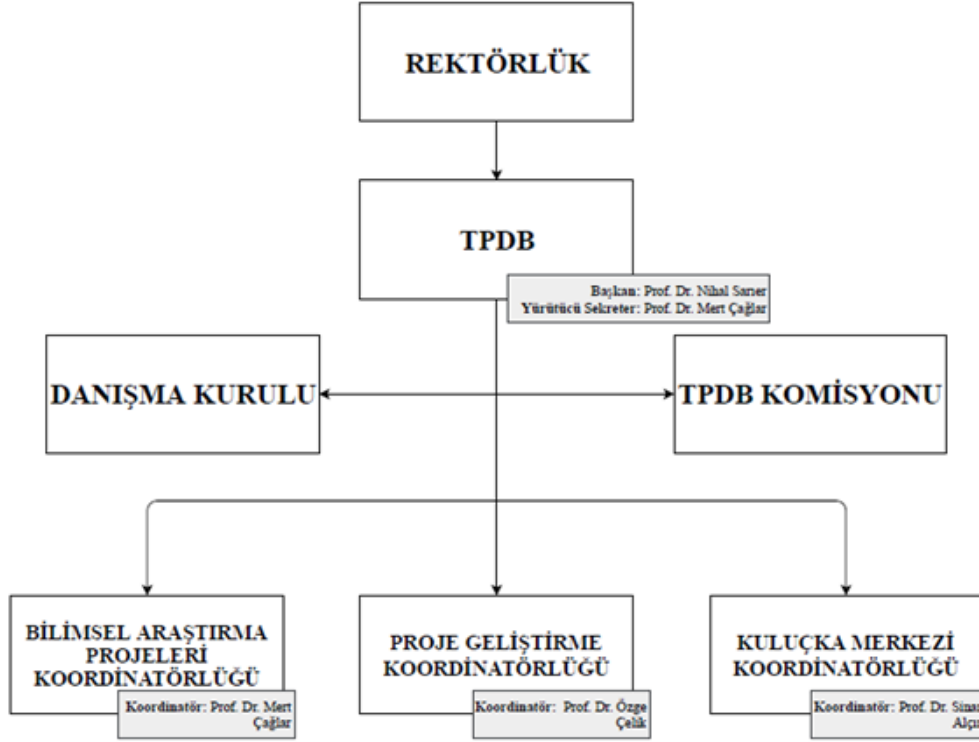 REKTÖRLÜK
TPDB
Başkan: Prof. Dr. Nihal Sarıer
Yürütücü Sekreter: Prof. Dr. Mert Çağlar
DANIŞMA KURULU
TPDB KOMİSYONU
BİLİMSEL ARAŞTIRMA
PROJELERİ
KOORDİNATÖRLÜĞÜ
Koordinatör: Prof. Dr. Mert
Çağlar
PROJE GELİŞTİRME
KOORDİNATÖRLÜĞÜ
Koordinatör: Prof. Dr. Özge
Çelik
KULUÇKA MERKEZİ
KOORDİNATÖRLÜĞÜ
Koordinatör: Prof. Dr.